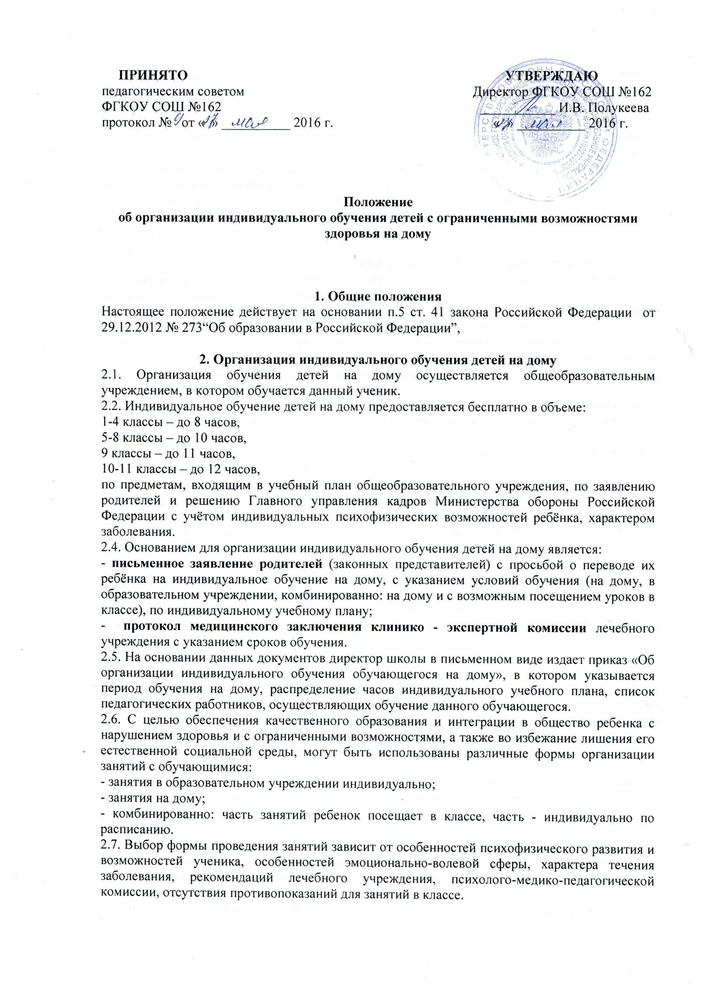 ПРИНЯТО
педагогическим советом
ФГКОУ СОШ №162
протокол № 9 от «27» мая 2016 г.
УТВЕРЖДАЮ
Директор ФГКОУ СОШ №162
____________ И.В. Полукеева
«27» мая 2016 г.
Положение
об организации индивидуального обучения детей с ограниченными возможностями
здоровья на дому
1. Общие положения
Настоящее положение действует на основании п.5 ст. 41 закона Российской Федерации от
29.12.2012 № 273“Об образовании в Российской Федерации”,
2. Организация индивидуального обучения детей на дому
2.1. Организация обучения детей на дому осуществляется общеобразовательным
учреждением, в котором обучается данный ученик.
2.2. Индивидуальное обучение детей на дому предоставляется бесплатно в объеме:
1-4 классы – до 8 часов,
5-8 классы – до 10 часов,
9 классы – до 11 часов,
10-11 классы – до 12 часов,
по предметам, входящим в учебный план общеобразовательного учреждения, по заявлению
родителей и решению Главного управления кадров Министерства обороны Российской
Федерации с учётом индивидуальных психофизических возможностей ребёнка, характером
заболевания.
2.4. Основанием для организации индивидуального обучения детей на дому является:
- письменное заявление родителей (законных представителей) с просьбой о переводе их
ребёнка на индивидуальное обучение на дому, с указанием условий обучения (на дому, в
образовательном учреждении, комбинированно: на дому и с возможным посещением уроков в
классе), по индивидуальному учебному плану;
- протокол медицинского заключения клинико - экспертной комиссии лечебного
учреждения с указанием сроков обучения.
2.5. На основании данных документов директор школы в письменном виде издает приказ «Об
организации индивидуального обучения обучающегося на дому», в котором указывается
период обучения на дому, распределение часов индивидуального учебного плана, список
педагогических работников, осуществляющих обучение данного обучающегося.
2.6. С целью обеспечения качественного образования и интеграции в общество ребенка с
нарушением здоровья и с ограниченными возможностями, а также во избежание лишения его
естественной социальной среды, могут быть использованы различные формы организации
занятий с обучающимися:
- занятия в образовательном учреждении индивидуально;
- занятия на дому;
- комбинированно: часть занятий ребенок посещает в классе, часть - индивидуально по
расписанию.
2.7. Выбор формы проведения занятий зависит от особенностей психофизического развития и
возможностей ученика, особенностей эмоционально-волевой сферы, характера течения
заболевания, рекомендаций лечебного учреждения, психолого-медико-педагогической
комиссии, отсутствия противопоказаний для занятий в классе.